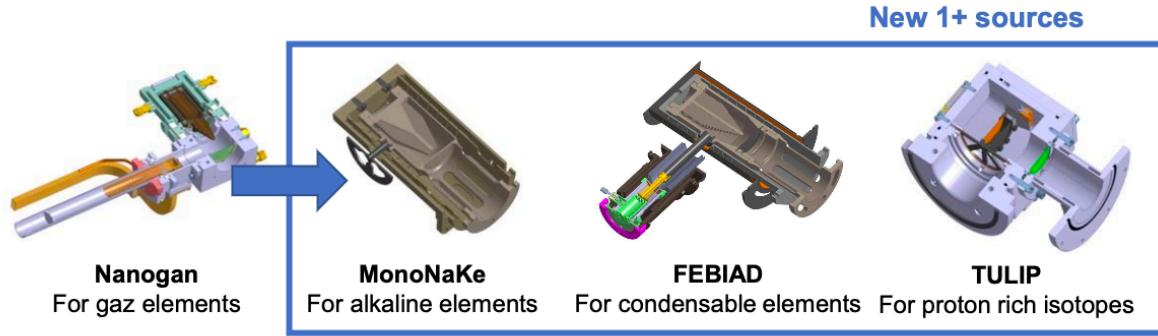 New 1+ sources
Nanogan
For gaz elements
MonoNaKe
For alkaline elements
FEBIAD
For condensable elements
TULIP
For proton rich isotopes